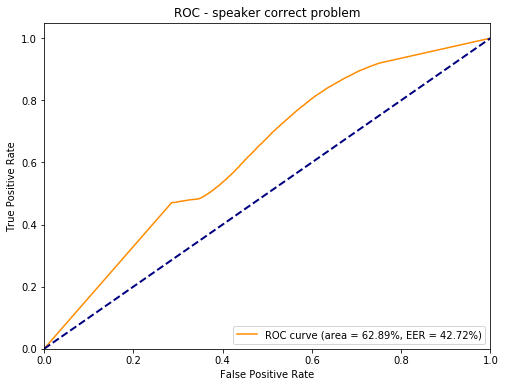 ROC - speaker correct problem
True Positive Rate
1.0
0.8
0.6
0.4
0.2
0.0
ROC curve (area = 62.89%, EER = 42.72%)
0.0 0.2 0.4 0.6 0.8 1.0
False Positive Rate